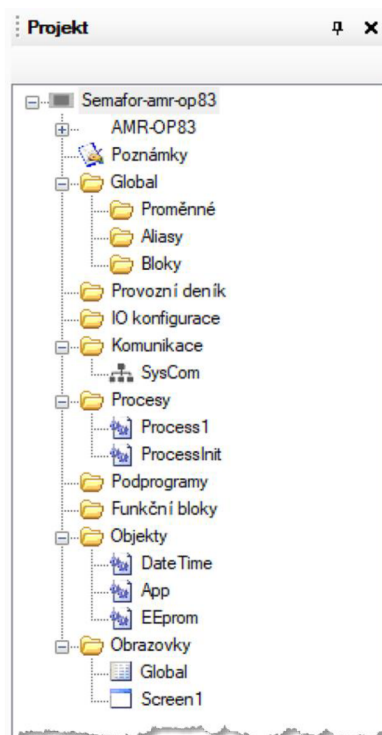 Projekt
Semafor-amr-op83
AMR-OP83
Poznámky
Global
Proměnné
Aliasy
Bloky
Provozní deník
IO konfigurace
Komunikace
SysCom
Procesy
Process1
ProcessInit
Podprogramy
Funkční bloky
Objekty
DateTime
App
EEprom
Obrazovky
Global
Screen1